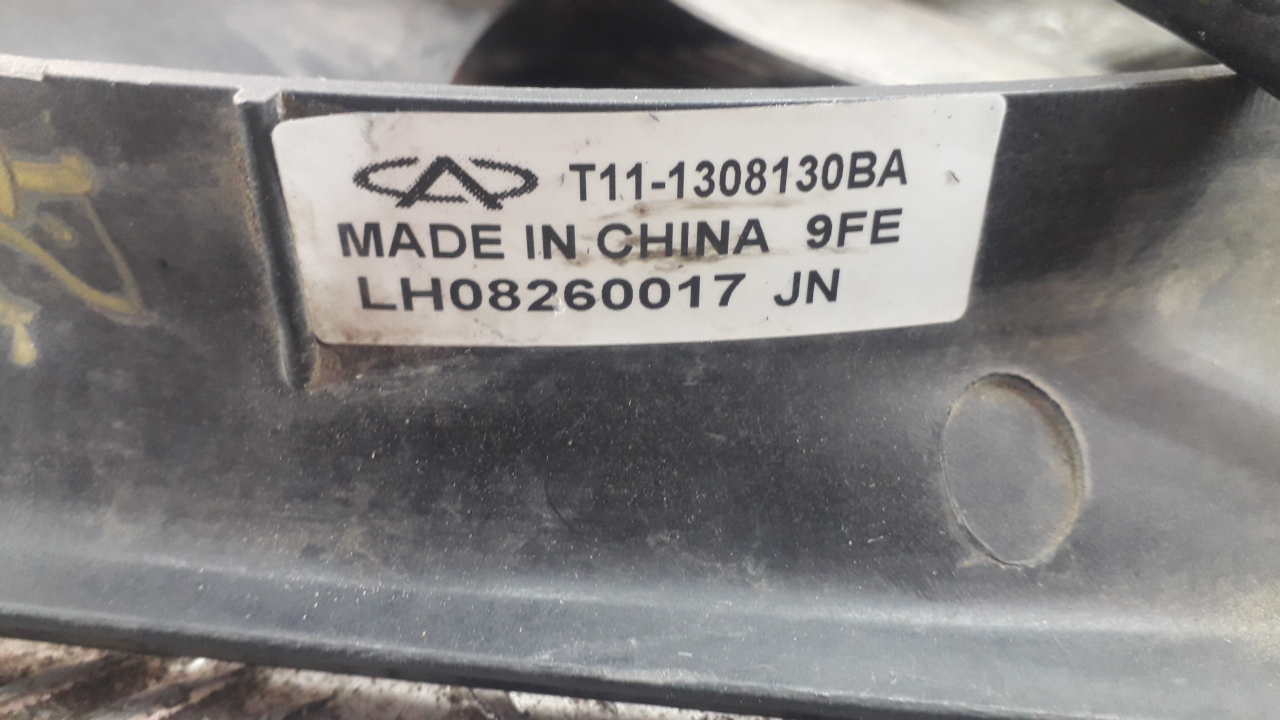 T11-1308130BA
MADE IN CHINA 9FE
LH08260017 JN